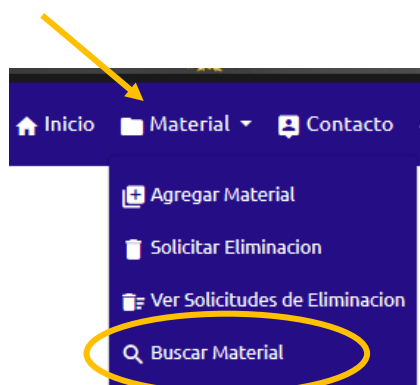 Inicio Material Contacto
Agregar Material
Solicitar Eliminacion
Ver Solicitudes de Eliminacion
Buscar Material